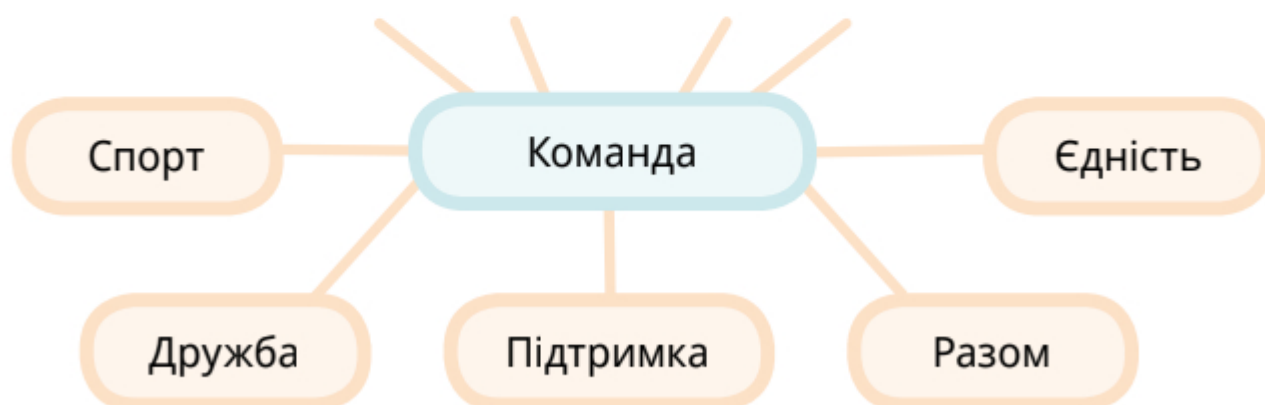 Команда
Спорт
Єдність
Дружба
Підтримка
Разом